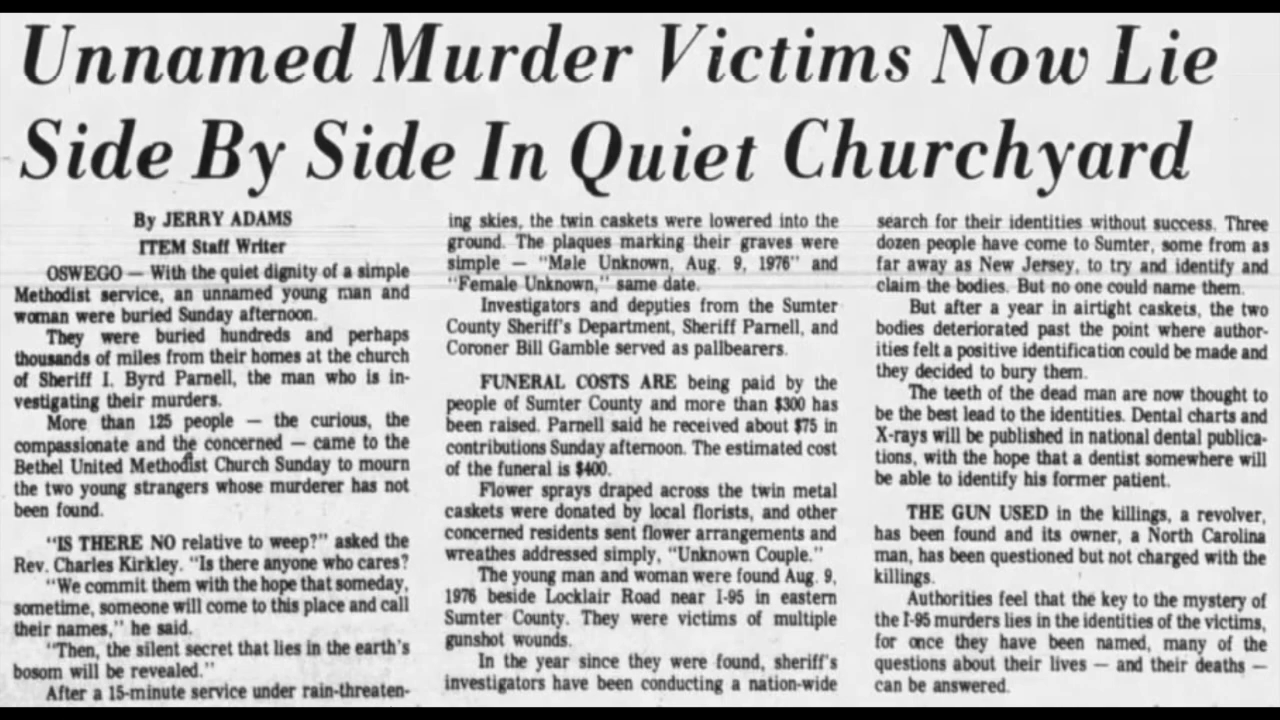 Unnamed Murder Victims Now Lie
Side By Side In Quiet Churchyard
By JERRY ADAMS
ITEM Staff Writer
OSWEGO — With the quiet dignity of a simple
Methodist service, an unnamed young man and
woman were buried Sunday afternoon.
They were buried hundreds and perhaps
thousands of miles from their homes at the church
of Sheriff I. Byrd Parnell, the man who is in-
vestigating their murders.
More than 125 people — the curious, the
compassionate and the concerned — came to the
Bethel United Methodist Church Sunday to mourn
the two young strangers whose murderer has not
been found.
"IS THERE NO relative to weep?" asked the
Rev. Charles Kirkley. "Is there anyone who cares?
"We commit them with the hope that someday,
sometime, someone will come to this place and call
their names," he said.
"Then, the silent secret that lies in the earth's
bosom will be revealed."
After a 15-minute service under rain-threaten-
ing skies, the twin caskets were lowered into the
ground. The plaques marking their graves were
simple — "Male Unknown, Aug. 9, 1976" and
"Female Unknown," same date.
Investigators and deputies from the Sumter
County Sheriff's Department, Sheriff Parnell, and
Coroner Bill Gamble served as pallbearers.
FUNERAL COSTS ARE being paid by the
people of Sumter County and more than $300 has
been raised. Parnell said he received about $75 in
contributions Sunday afternoon. The estimated cost
of the funeral is $400.
Flower sprays draped across the twin metal
caskets were donated by local florists, and other
concerned residents sent flower arrangements and
wreathes addressed simply, "Unknown Couple."
The young man and woman were found Aug. 9,
1976 beside Locklair Road near I-95 in eastern
Sumter County. They were victims of multiple
gunshot wounds.
In the year since they were found, sheriff's
investigators have been conducting a nation-wide
search for their identities without success. Three
dozen people have come to Sumter, some from as
far away as New Jersey, to try and identify and
claim the bodies. But no one could name them.
But after a year in airtight caskets, the two
bodies deteriorated past the point where author-
ities felt a positive identification could be made and
they decided to bury them.
The teeth of the dead man are now thought to
be the best lead to the identities. Dental charts and
X-rays will be published in national dental publica-
tions, with the hope that a dentist somewhere will
be able to identify his former patient.
THE GUN USED in the killings, a revolver,
has been found and its owner, a North Carolina
man, has been questioned but not charged with the
killings.
Authorities feel that the key to the mystery of
the I-95 murders lies in the identities of the victims,
for once they have been named, many of the
questions about their lives — and their deaths —
can be answered.